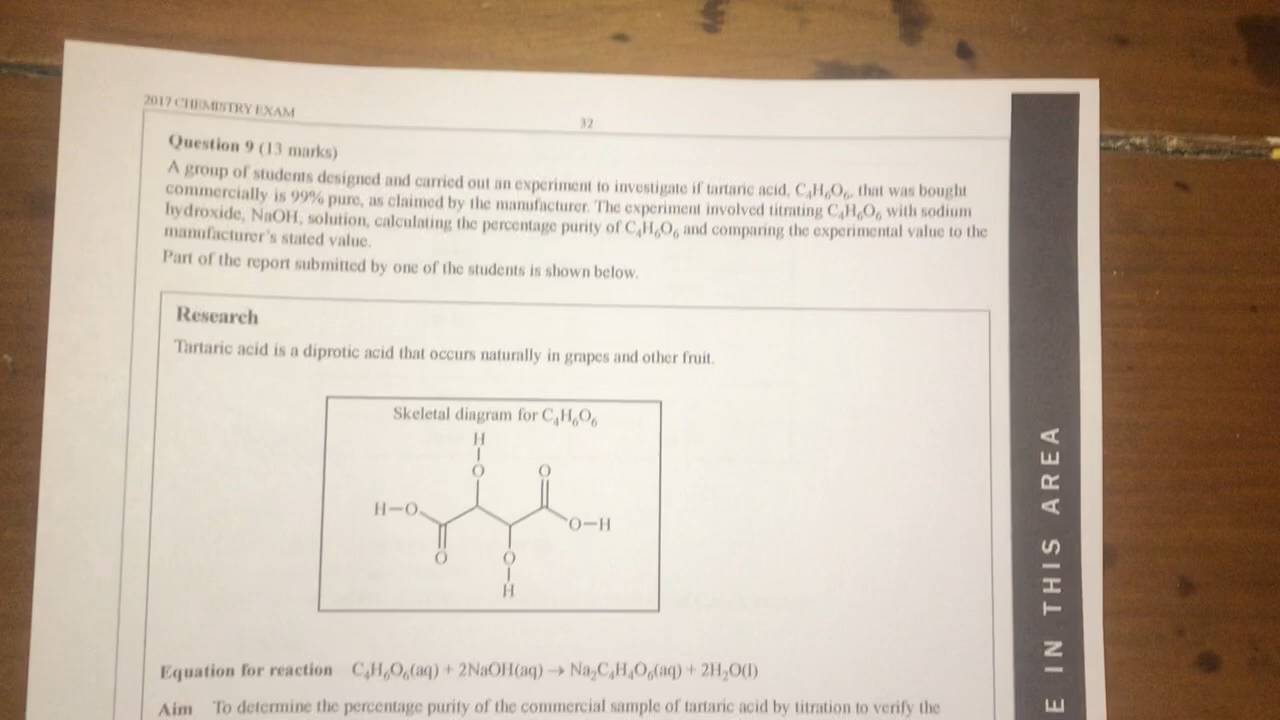 2017 CHEMISTRY EXAM
32
Question 9 (13 marks)
A group of students designed and carried out an experiment to investigate if tartaric acid, C₄H₆O₆, that was bought
commercially is 99% pure, as claimed by the manufacturer. The experiment involved titrating C₄H₆O₆ with sodium
hydroxide, NaOH, solution, calculating the percentage purity of C₄H₆O₆ and comparing the experimental value to the
manufacturer's stated value.
Part of the report submitted by one of the students is shown below.
Research
Tartaric acid is a diprotic acid that occurs naturally in grapes and other fruit.
Skeletal diagram for C₄H₆O₆
H
O
O
H–O
O–H
O
O
H
Equation for reaction C₄H₆O₆(aq) + 2NaOH(aq) → Na₂C₄H₄O₆(aq) + 2H₂O(l)
Aim To determine the percentage purity of the commercial sample of tartaric acid by titration to verify the
E IN THIS AREA